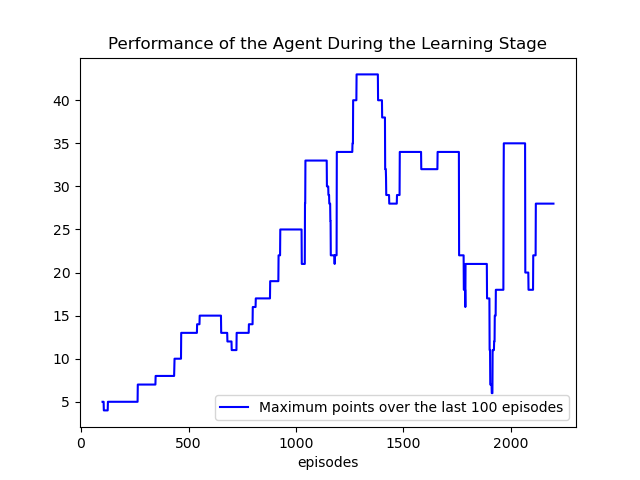 Performance of the Agent During the Learning Stage
40
35
30
25
20
15
10
5
Maximum points over the last 100 episodes
0 500 1000 1500 2000
episodes